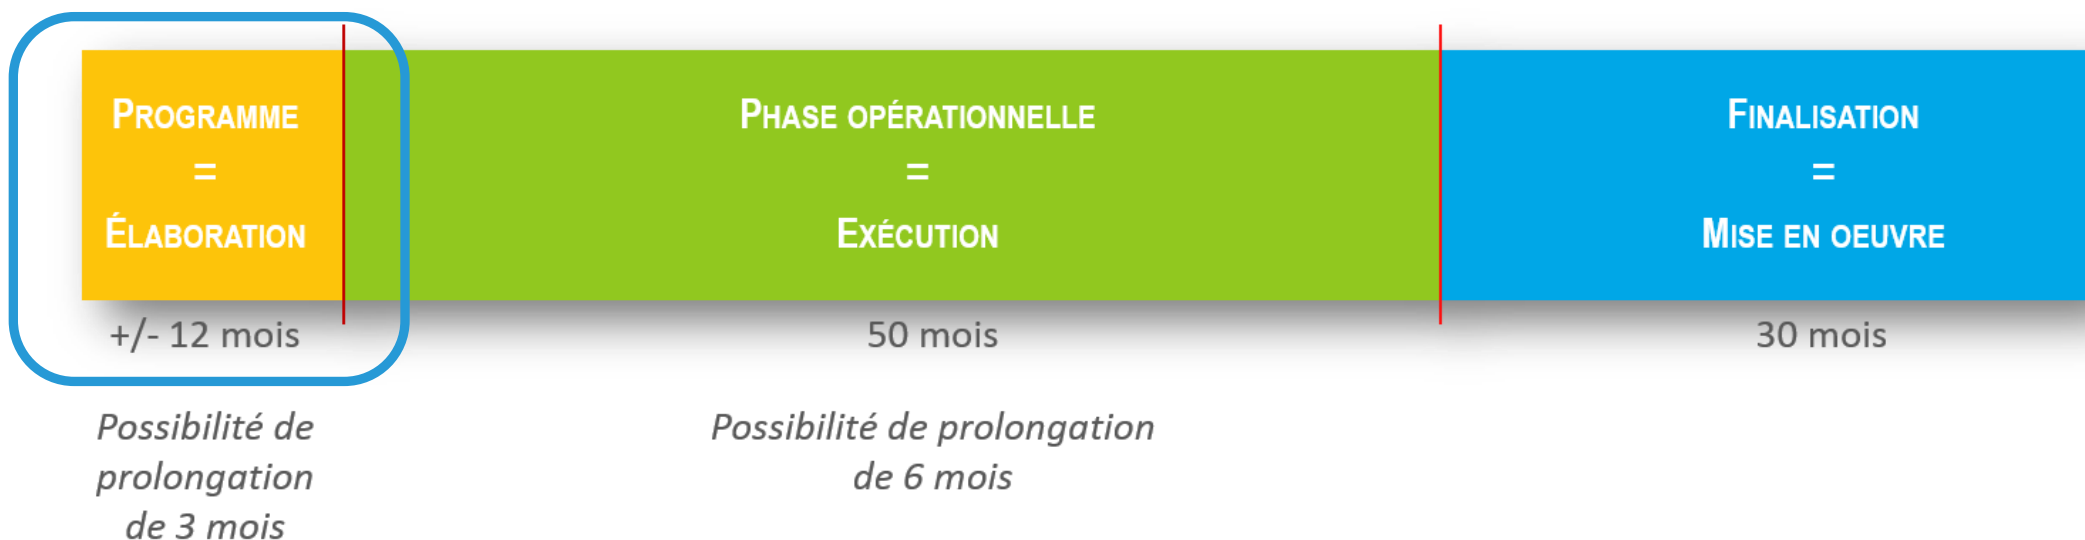 PROGRAMME
=
ÉLABORATION
+/- 12 mois
Possibilité de
prolongation
de 3 mois
PHASE OPÉRATIONNELLE
=
EXÉCUTION
50 mois
Possibilité de prolongation
de 6 mois
FINALISATION
=
MISE EN OEUVRE
30 mois